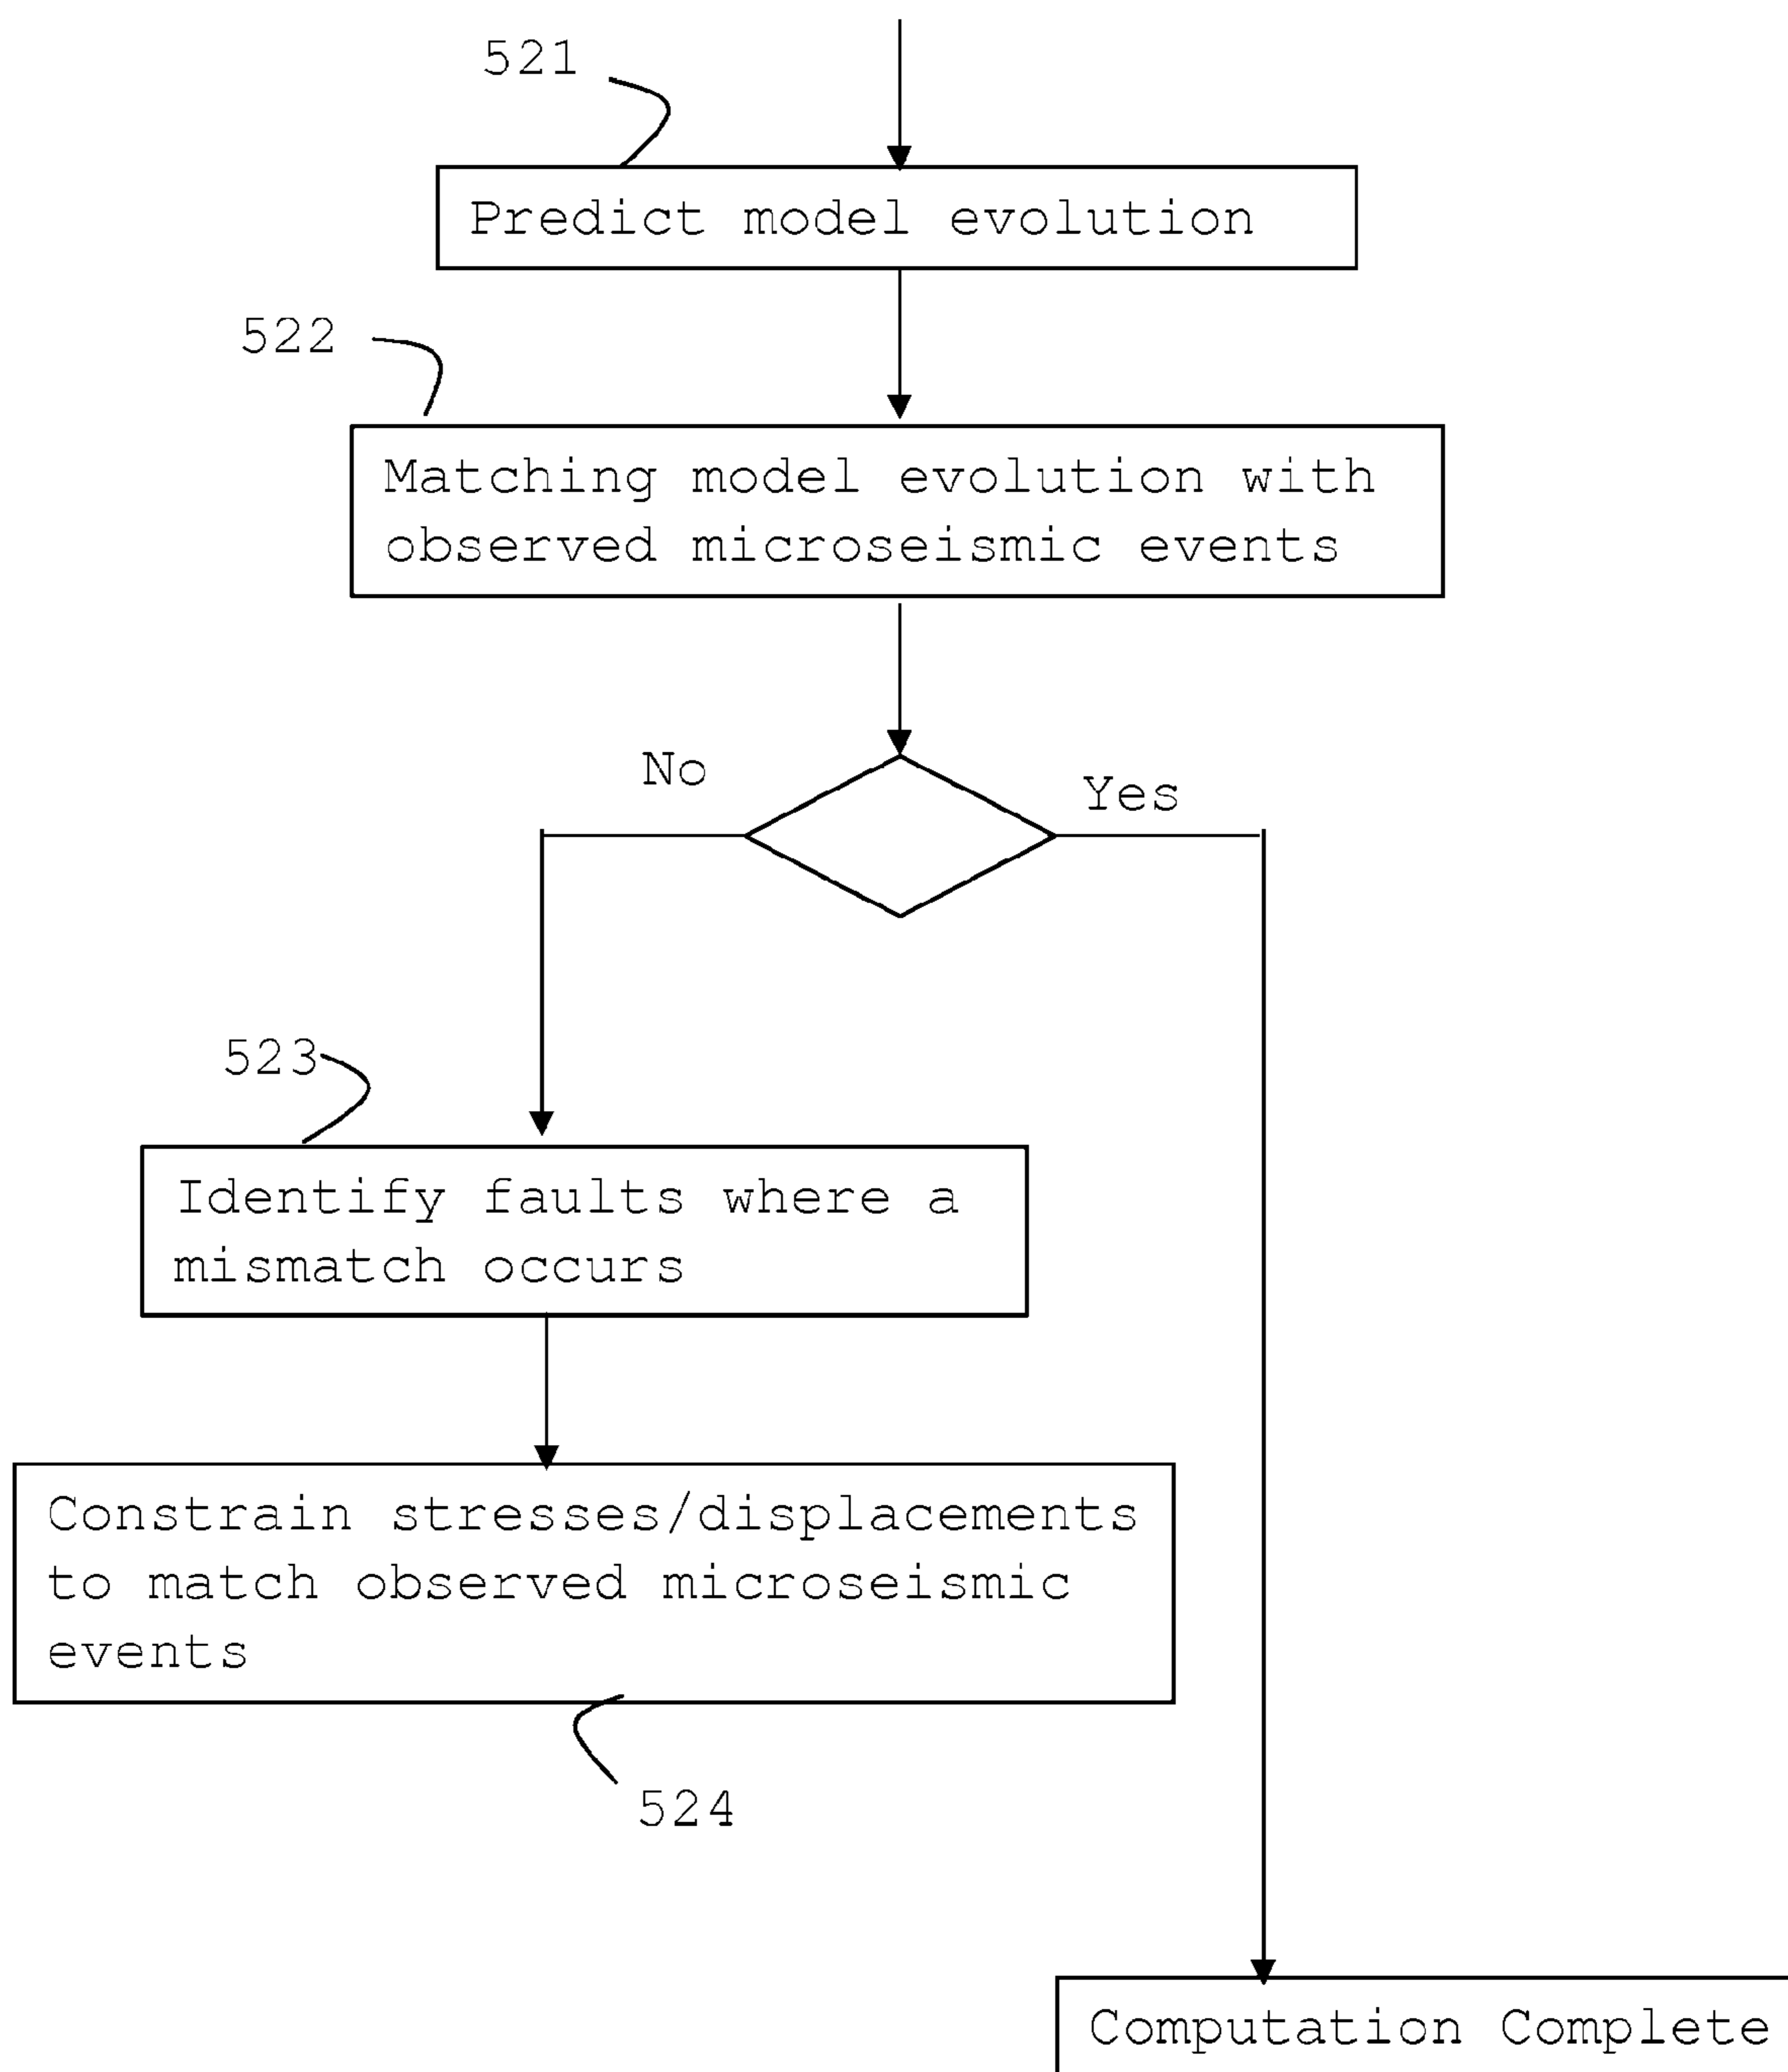 521
Predict model evolution
522
Matching model evolution with
observed microseismic events
No
Yes
523
Identify faults where a
mismatch occurs
Constrain stresses/displacements
to match observed microseismic
events
524
Computation Complete